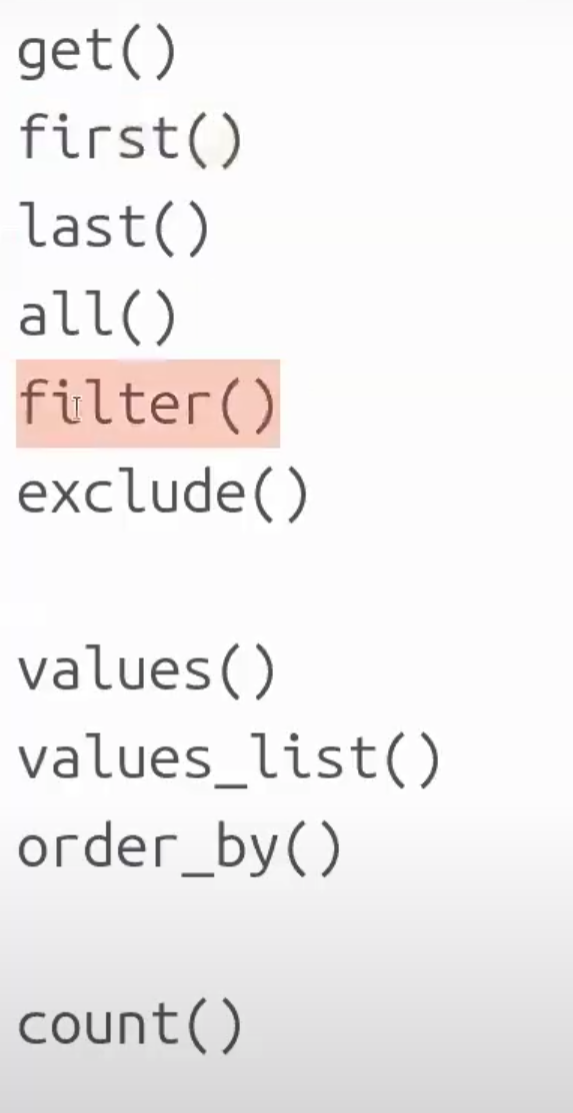 get()
first()
last()
all()
filter()
exclude()
values()
values_list()
order_by()
count()